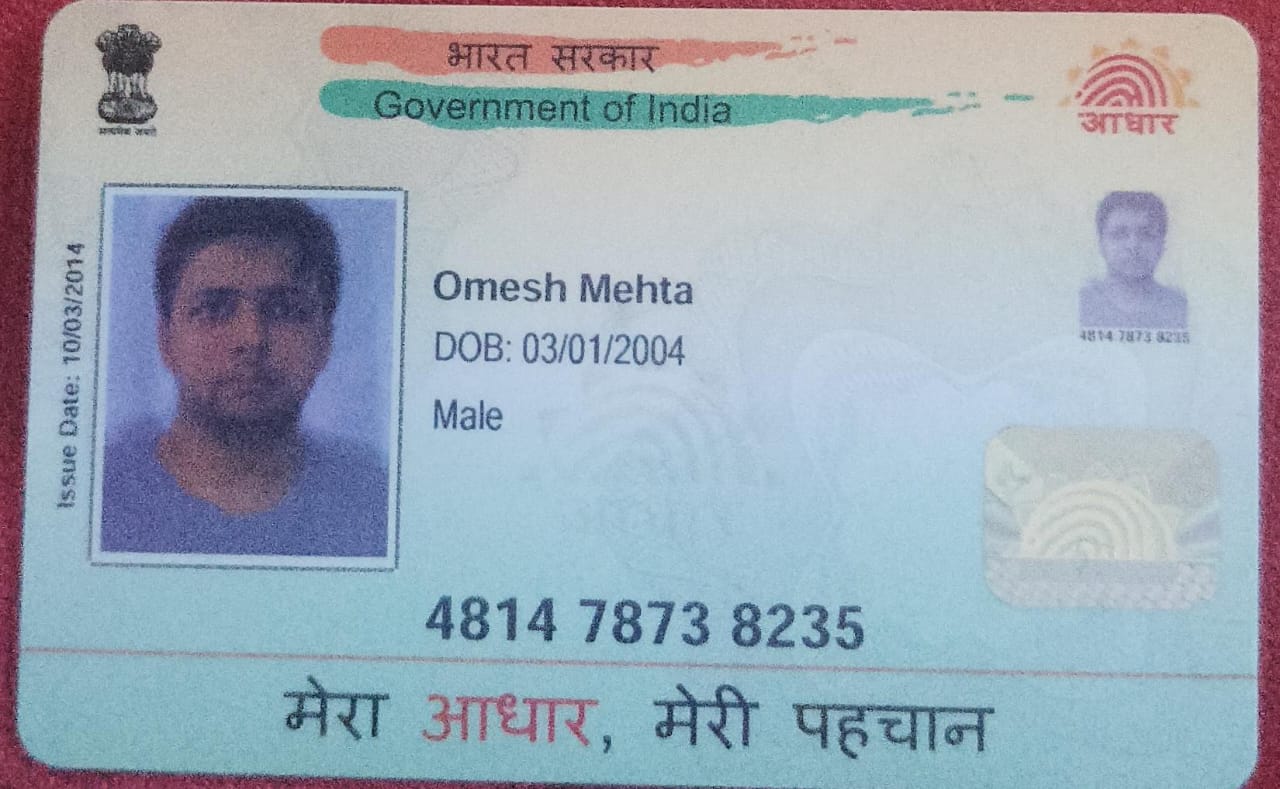 भारत सरकार
Government of India
सत्यमेव जयते
आधार
Issue Date: 10/03/2014
Omesh Mehta
DOB: 03/01/2004
Male
4814 7873 8235
4814 7873 8235
मेरा आधार, मेरी पहचान